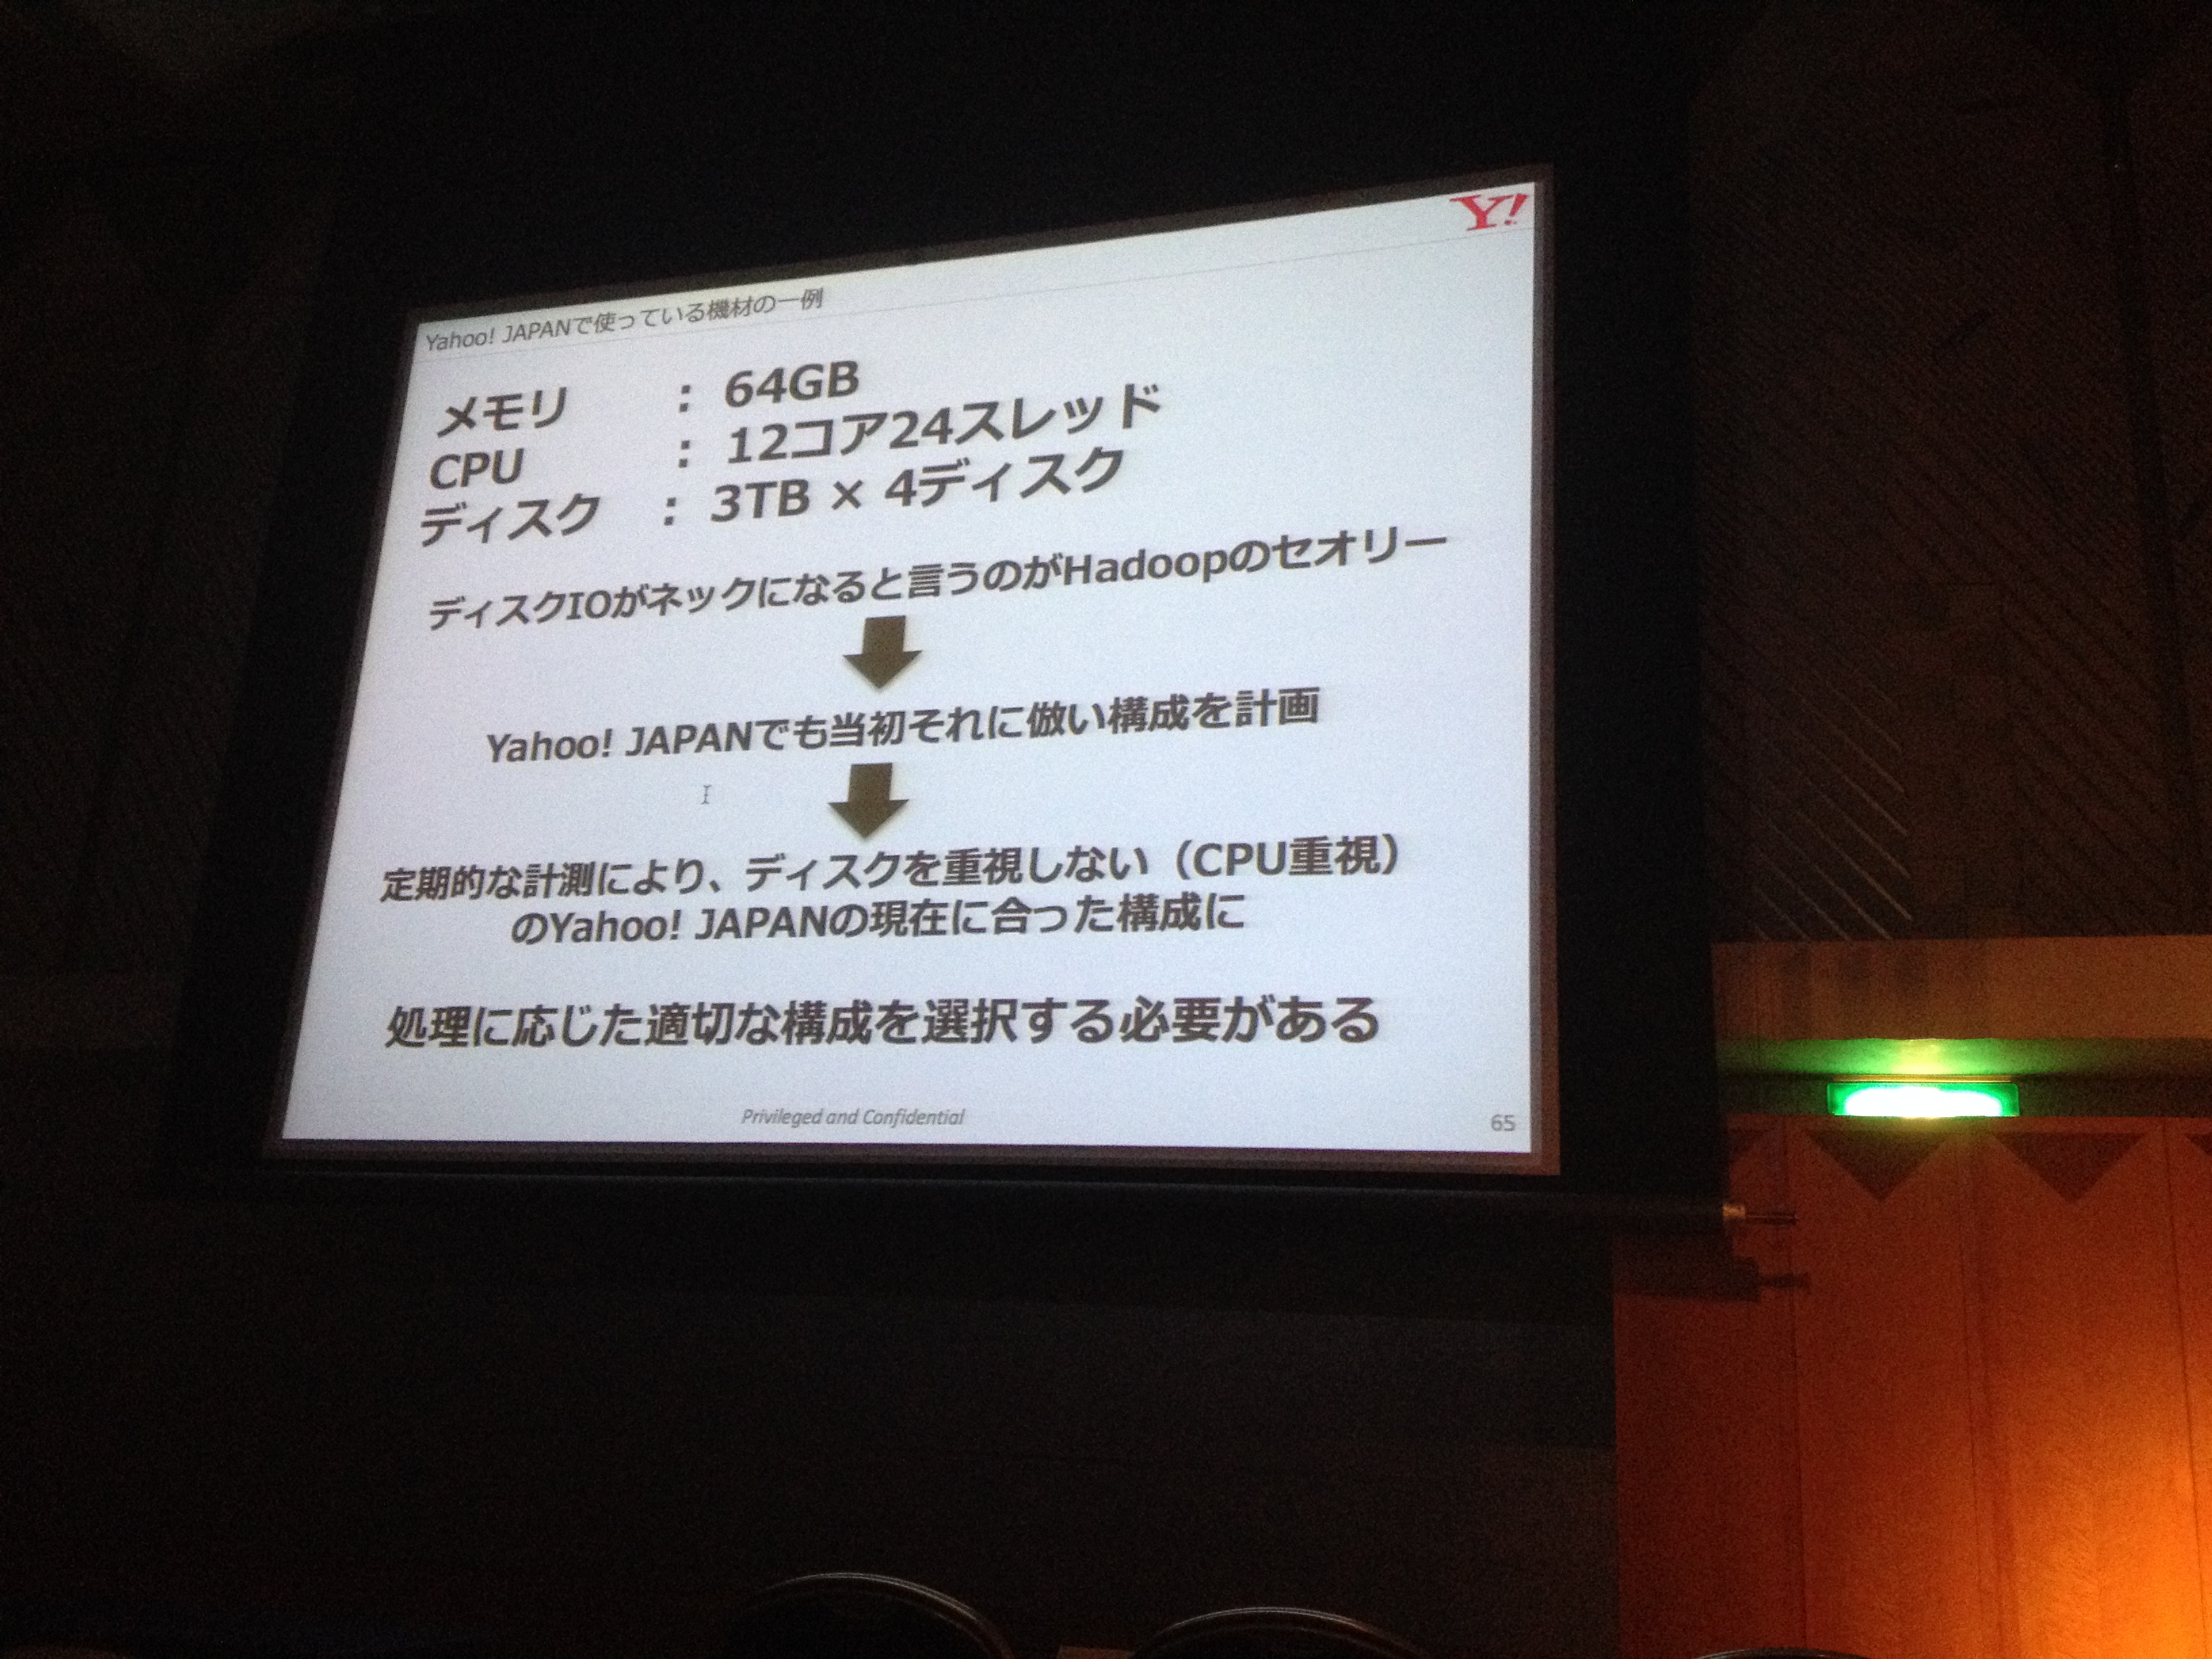 Y!
Yahoo! JAPANで使っている機材の一例
メモリ : 64GB
CPU : 12コア24スレッド
ディスク : 3TB × 4ディスク
ディスクIOがネックになると言うのがHadoopのセオリー
Yahoo! JAPANでも当初それに倣い構成を計画
定期的な計測により、ディスクを重視しない（CPU重視）
のYahoo! JAPANの現在に合った構成に
処理に応じた適切な構成を選択する必要がある
Privileged and Confidential
65